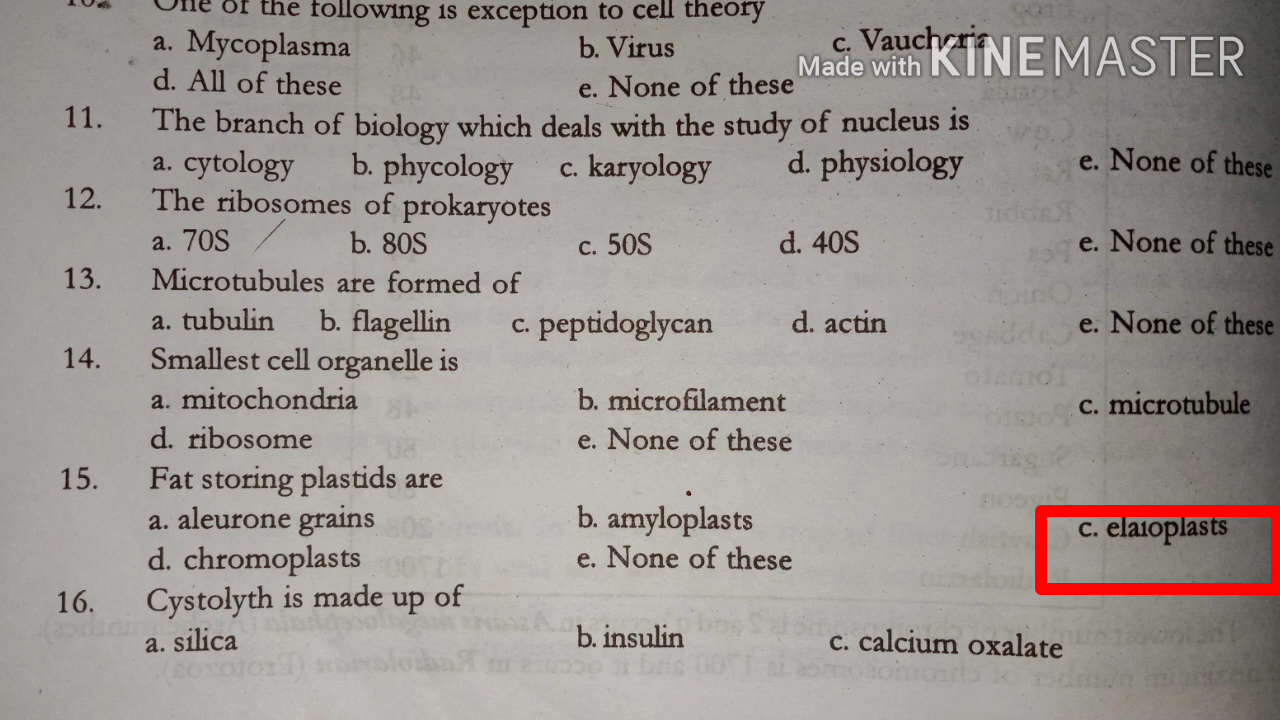 10. One of the following is exception to cell theory
a. Mycoplasma b. Virus c. Vaucheria
Made with KINEMASTER
d. All of these e. None of these
11. The branch of biology which deals with the study of nucleus is
a. cytology b. phycology c. karyology d. physiology e. None of these
12. The ribosomes of prokaryotes
a. 70S b. 80S c. 50S d. 40S e. None of these
13. Microtubules are formed of
a. tubulin b. flagellin c. peptidoglycan d. actin e. None of these
14. Smallest cell organelle is
a. mitochondria b. microfilament c. microtubule
d. ribosome e. None of these
15. Fat storing plastids are
a. aleurone grains b. amyloplasts c. elaioplasts
d. chromoplasts e. None of these
16. Cystolyth is made up of
a. silica b. insulin c. calcium oxalate